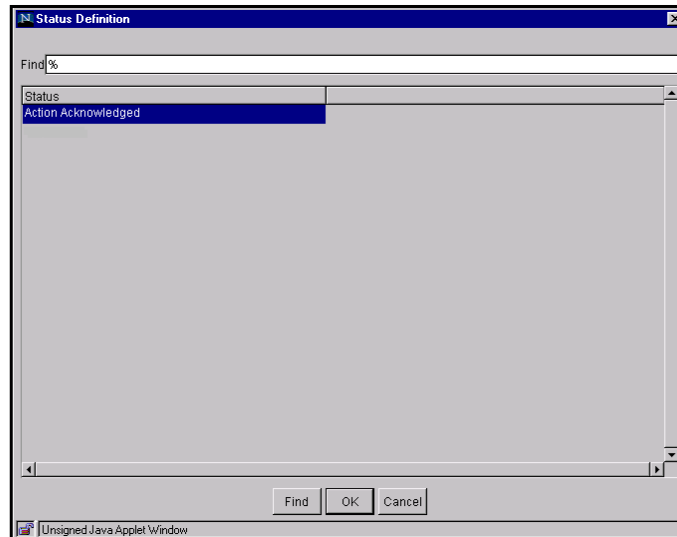 Status Definition
Find %
Status
Action Acknowledged
Find OK Cancel
Unsigned Java Applet Window